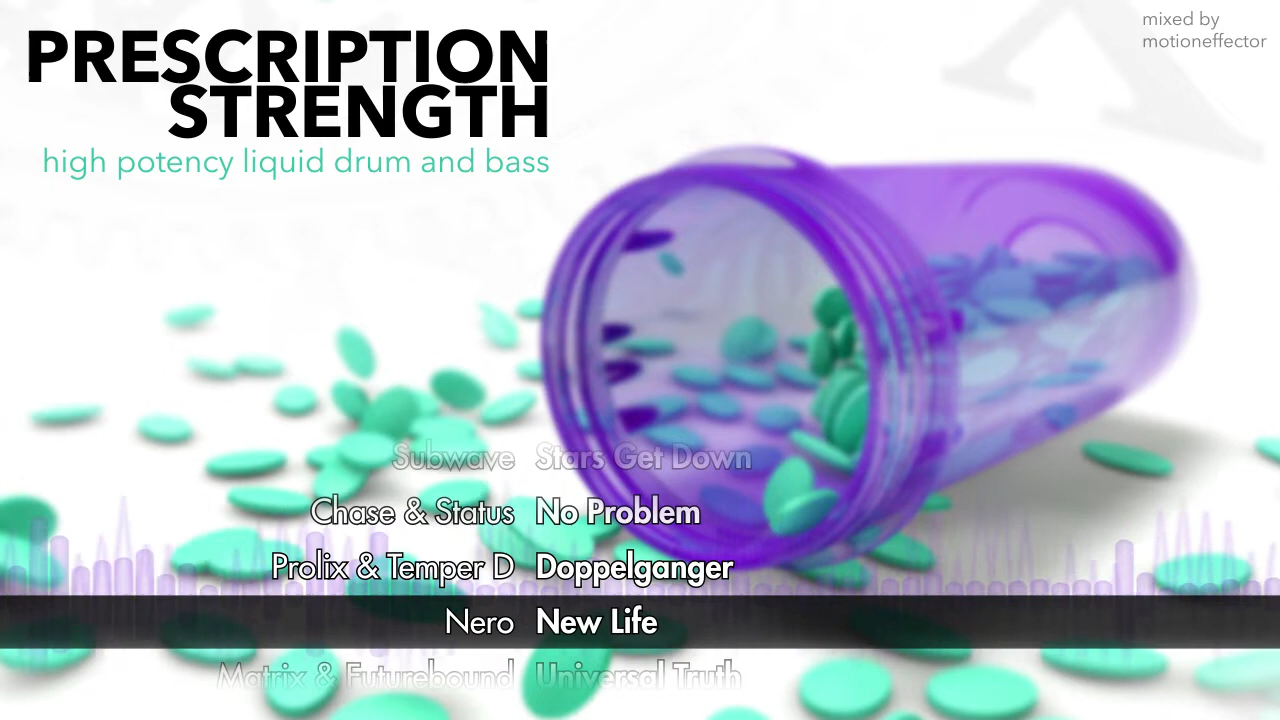 PRESCRIPTION
STRENGTH
high potency liquid drum and bass
mixed by
motioneffector
Subwave Stars Get Down
Chase & Status No Problem
Prolix & Temper D Doppelganger
Nero New Life
Matrix & Futurebound Universal Truth